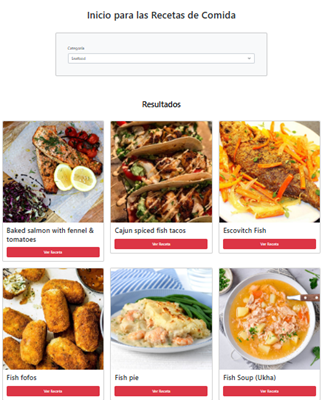 Inicio para las Recetas de Comida
Categoría
Seafood
Resultados
Baked salmon with fennel &
tomatoes
Ver Receta
Cajun spiced fish tacos
Ver Receta
Escovitch Fish
Ver Receta
Fish fofos
Ver Receta
Fish pie
Ver Receta
Fish Soup (Ukha)
Ver Receta